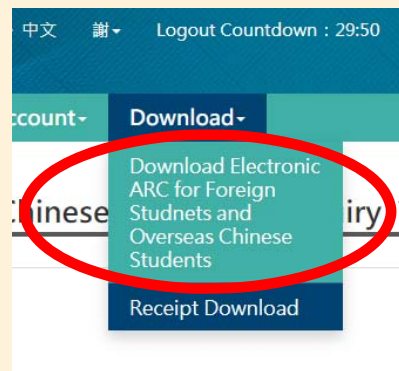 中文 謝 Logout Countdown : 29:50
ccount Download
Download Electronic
ARC for Foreign
Studnets and
Overseas Chinese
Students
Chinese iry
Receipt Download